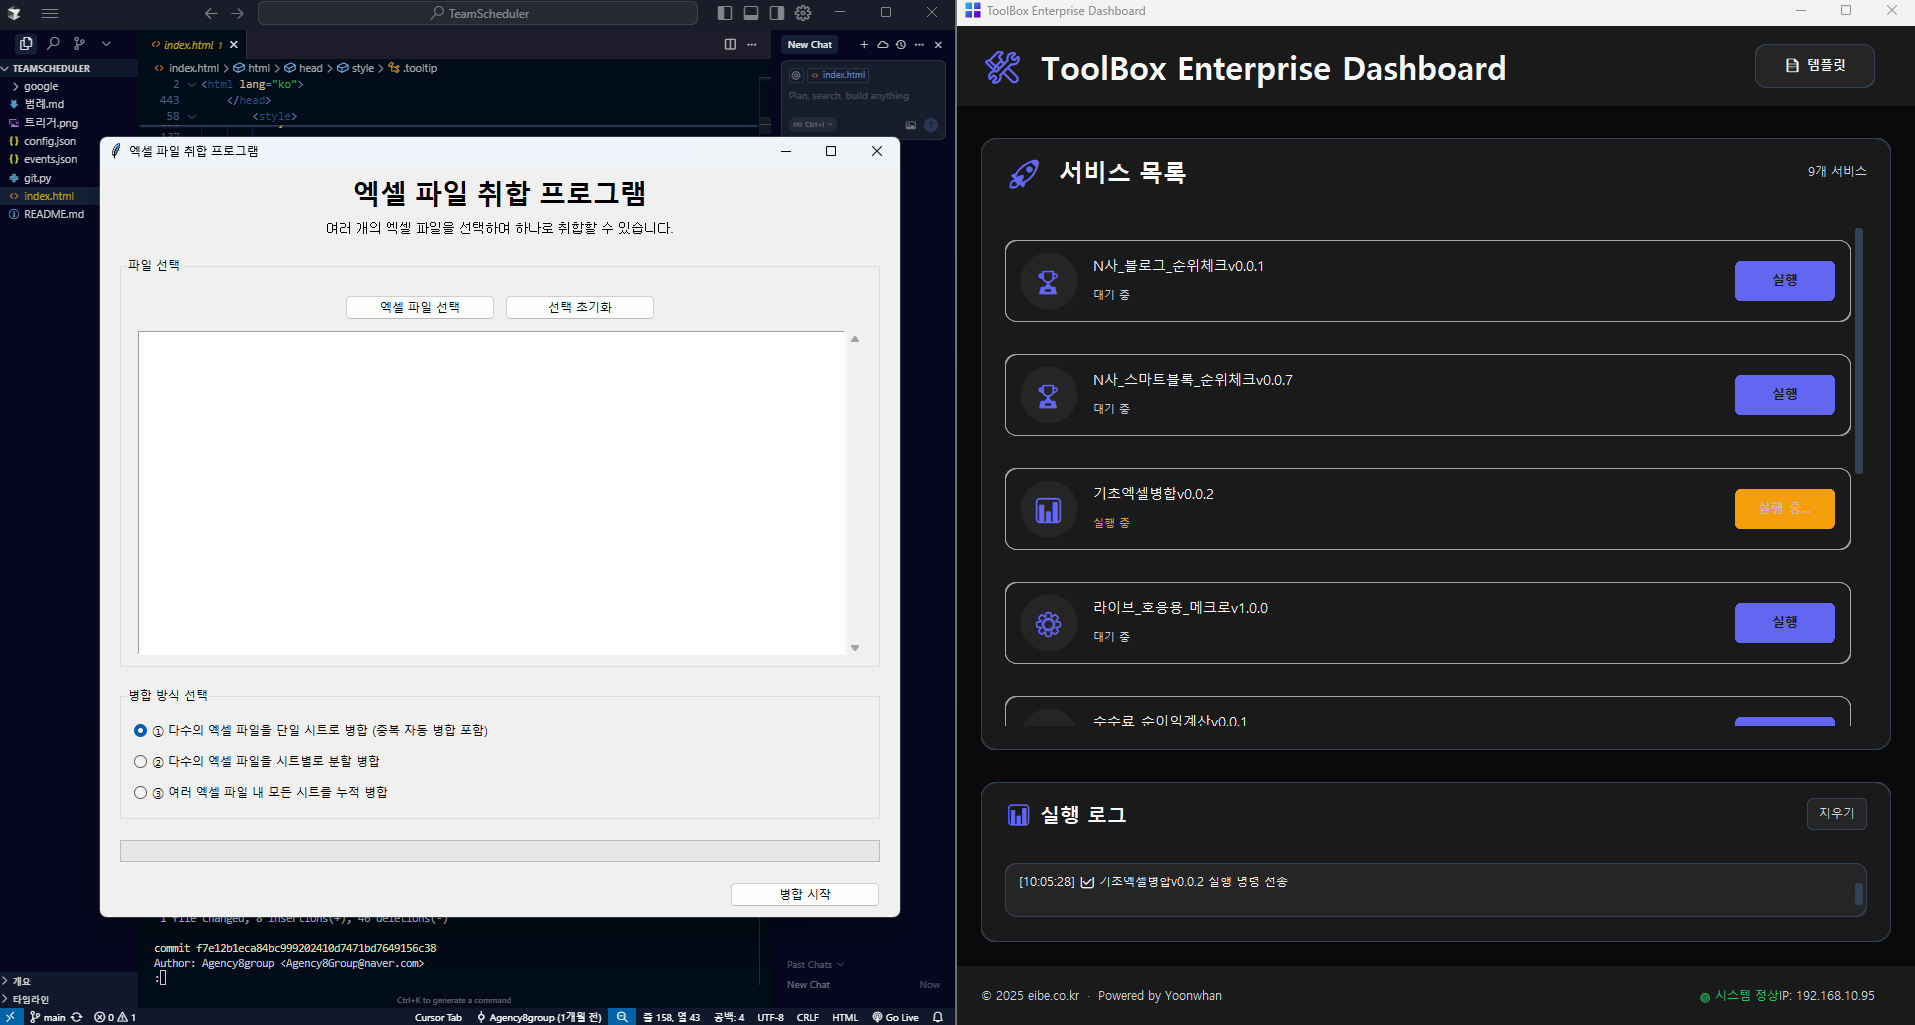 TeamScheduler
TEAMSCHEDULER
google
범례.md
트리거.png
config.json
events.json
git.py
index.html
README.md
index.html 1
index.html > html > head > style > .tooltip
2 <html lang="ko">
443 </head>
58 <style>
New Chat
index.html
Plan, search, build anything
Ctrl+I
엑셀 파일 취합 프로그램
엑셀 파일 취합 프로그램
여러 개의 엑셀 파일을 선택하여 하나로 취합할 수 있습니다.
파일 선택
엑셀 파일 선택
선택 초기화
병합 방식 선택
① 다수의 엑셀 파일을 단일 시트로 병합 (중복 자동 병합 포함)
② 다수의 엑셀 파일을 시트별로 분할 병합
③ 여러 엑셀 파일 내 모든 시트를 누적 병합
병합 시작
1 file changed, 8 insertions(+), 46 deletions(-)
commit f7e12b1eca84bc999202410d7471bd7649156c38
Author: Agency8group <Agency8Group@naver.com>
:
Ctrl+K to generate a command
Past Chats
New Chat
Now
개요
타임라인
main
0 1
Cursor Tab
Agency8group (1개월 전)
줄 158, 열 43
공백: 4
UTF-8
CRLF
HTML
Go Live
ToolBox Enterprise Dashboard
ToolBox Enterprise Dashboard
템플릿
서비스 목록
9개 서비스
N사_블로그_순위체크v0.0.1
대기 중
실행
N사_스마트블록_순위체크v0.0.7
대기 중
실행
기초엑셀병합v0.0.2
실행 중
실행 중...
라이브_호응용_메크로v1.0.0
대기 중
실행
수수료_순이익계산v0.0.1
실행 로그
지우기
[10:05:28] 기초엑셀병합v0.0.2 실행 명령 전송
© 2025 eibe.co.kr · Powered by Yoonwhan
시스템 정상IP: 192.168.10.95